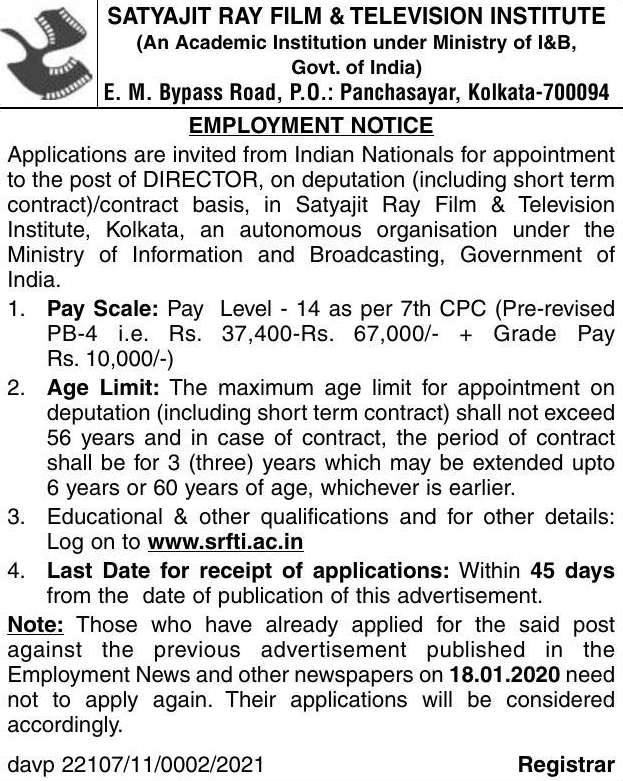 SATYAJIT RAY FILM & TELEVISION INSTITUTE
(An Academic Institution under Ministry of I&B,
Govt. of India)
E. M. Bypass Road, P.O.: Panchasayar, Kolkata-700094
EMPLOYMENT NOTICE
Applications are invited from Indian Nationals for appointment
to the post of DIRECTOR, on deputation (including short term
contract)/contract basis, in Satyajit Ray Film & Television
Institute, Kolkata, an autonomous organisation under the
Ministry of Information and Broadcasting, Government of
India.
1. Pay Scale: Pay Level - 14 as per 7th CPC (Pre-revised
PB-4 i.e. Rs. 37,400-Rs. 67,000/- + Grade Pay
Rs. 10,000/-)
2. Age Limit: The maximum age limit for appointment on
deputation (including short term contract) shall not exceed
56 years and in case of contract, the period of contract
shall be for 3 (three) years which may be extended upto
6 years or 60 years of age, whichever is earlier.
3. Educational & other qualifications and for other details:
Log on to www.srfti.ac.in
4. Last Date for receipt of applications: Within 45 days
from the date of publication of this advertisement.
Note: Those who have already applied for the said post
against the previous advertisement published in the
Employment News and other newspapers on 18.01.2020 need
not to apply again. Their applications will be considered
accordingly.
davp 22107/11/0002/2021 Registrar